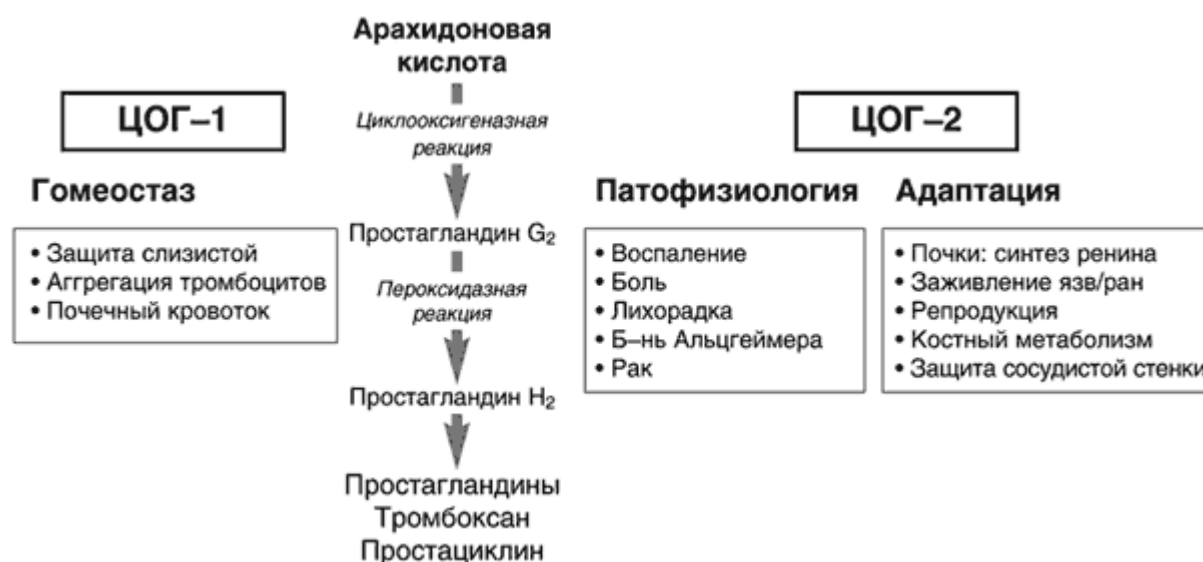 Арахидоновая
кислота
ЦОГ–1
Циклооксигеназная
реакция
ЦОГ–2
Гомеостаз
Патофизиология
Адаптация
• Защита слизистой
• Аггрегация тромбоцитов
• Почечный кровоток
Простагландин G₂
Пероксидазная
реакция
Простагландин H₂
Простагландины
Тромбоксан
Простациклин
• Воспаление
• Боль
• Лихорадка
• Б–нь Альцгеймера
• Рак
• Почки: синтез ренина
• Заживление язв/ран
• Репродукция
• Костный метаболизм
• Защита сосудистой стенки